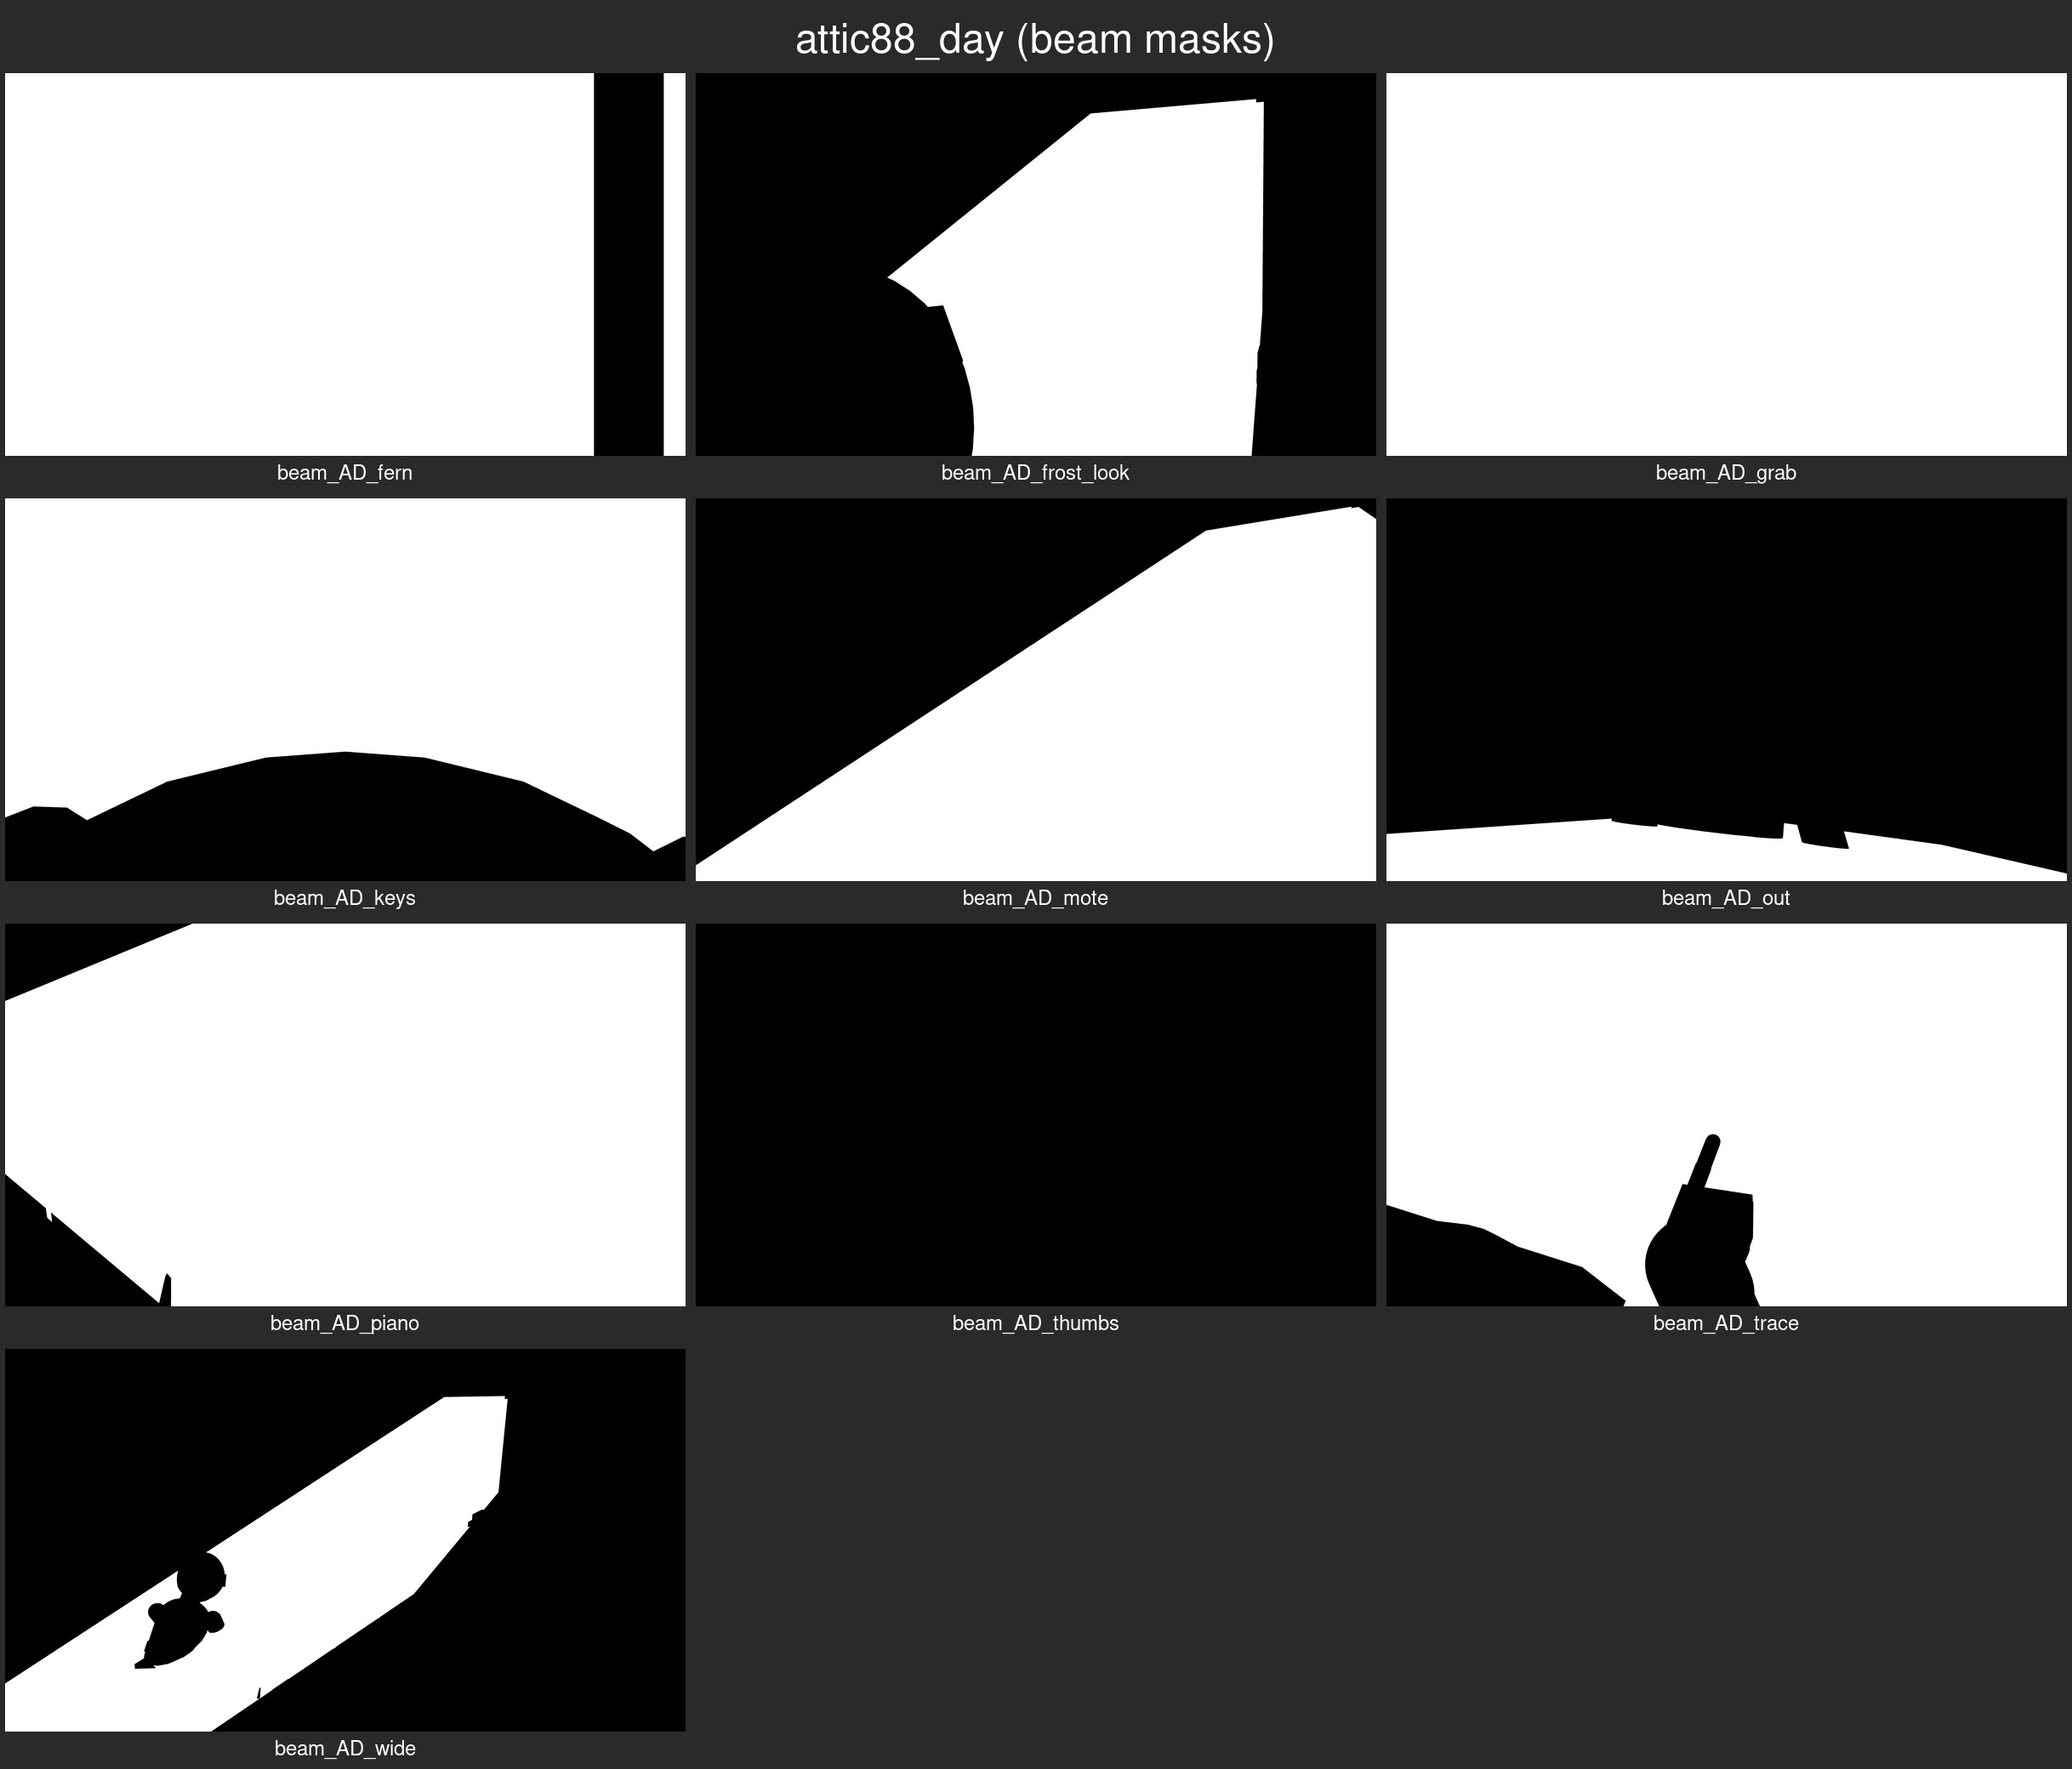 attic88_day (beam masks)
beam_AD_fern
beam_AD_frost_look
beam_AD_grab
beam_AD_keys
beam_AD_mote
beam_AD_out
beam_AD_piano
beam_AD_thumbs
beam_AD_trace
beam_AD_wide